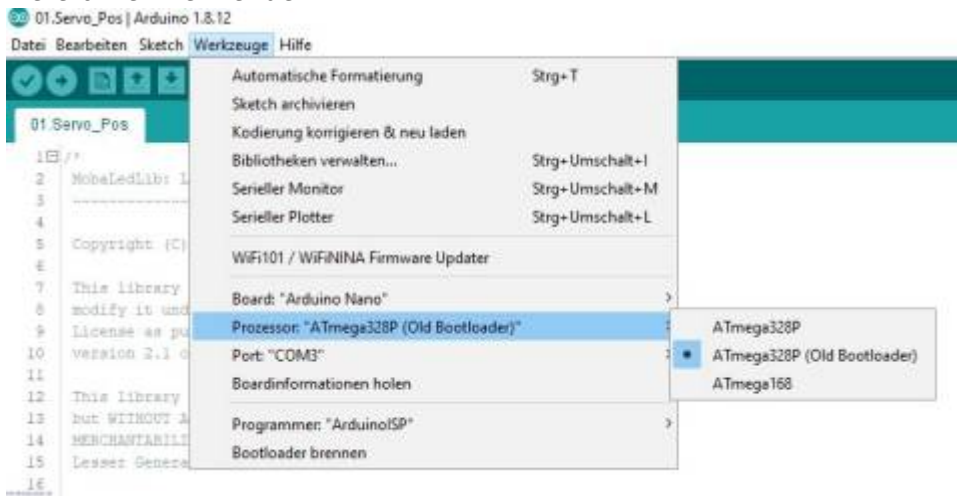 01.Servo_Pos | Arduino 1.8.12
Datei Bearbeiten Sketch Werkzeuge Hilfe
Automatische Formatierung Strg+T
Sketch archivieren
01.Servo_Pos
Kodierung korrigieren & neu laden
1 /*
Bibliotheken verwalten... Strg+Umschalt+I
2 MobaLedLib: L
Serieller Monitor Strg+Umschalt+M
3 --------------
Serieller Plotter Strg+Umschalt+L
4
5 Copyright (C)
WiFi101 / WiFiNINA Firmware Updater
6
7 This library
Board: "Arduino Nano"
8 modify it und
9 License as pu
Prozessor: "ATmega328P (Old Bootloader)"
ATmega328P
10 version 2.1 o
Port: "COM3"
ATmega328P (Old Bootloader)
11
Boardinformationen holen
ATmega168
12 This library
13 but WITHOUT A
Programmer: "ArduinoISP"
14 MERCHANTABILI
Bootloader brennen
15 Lesser Genera
16